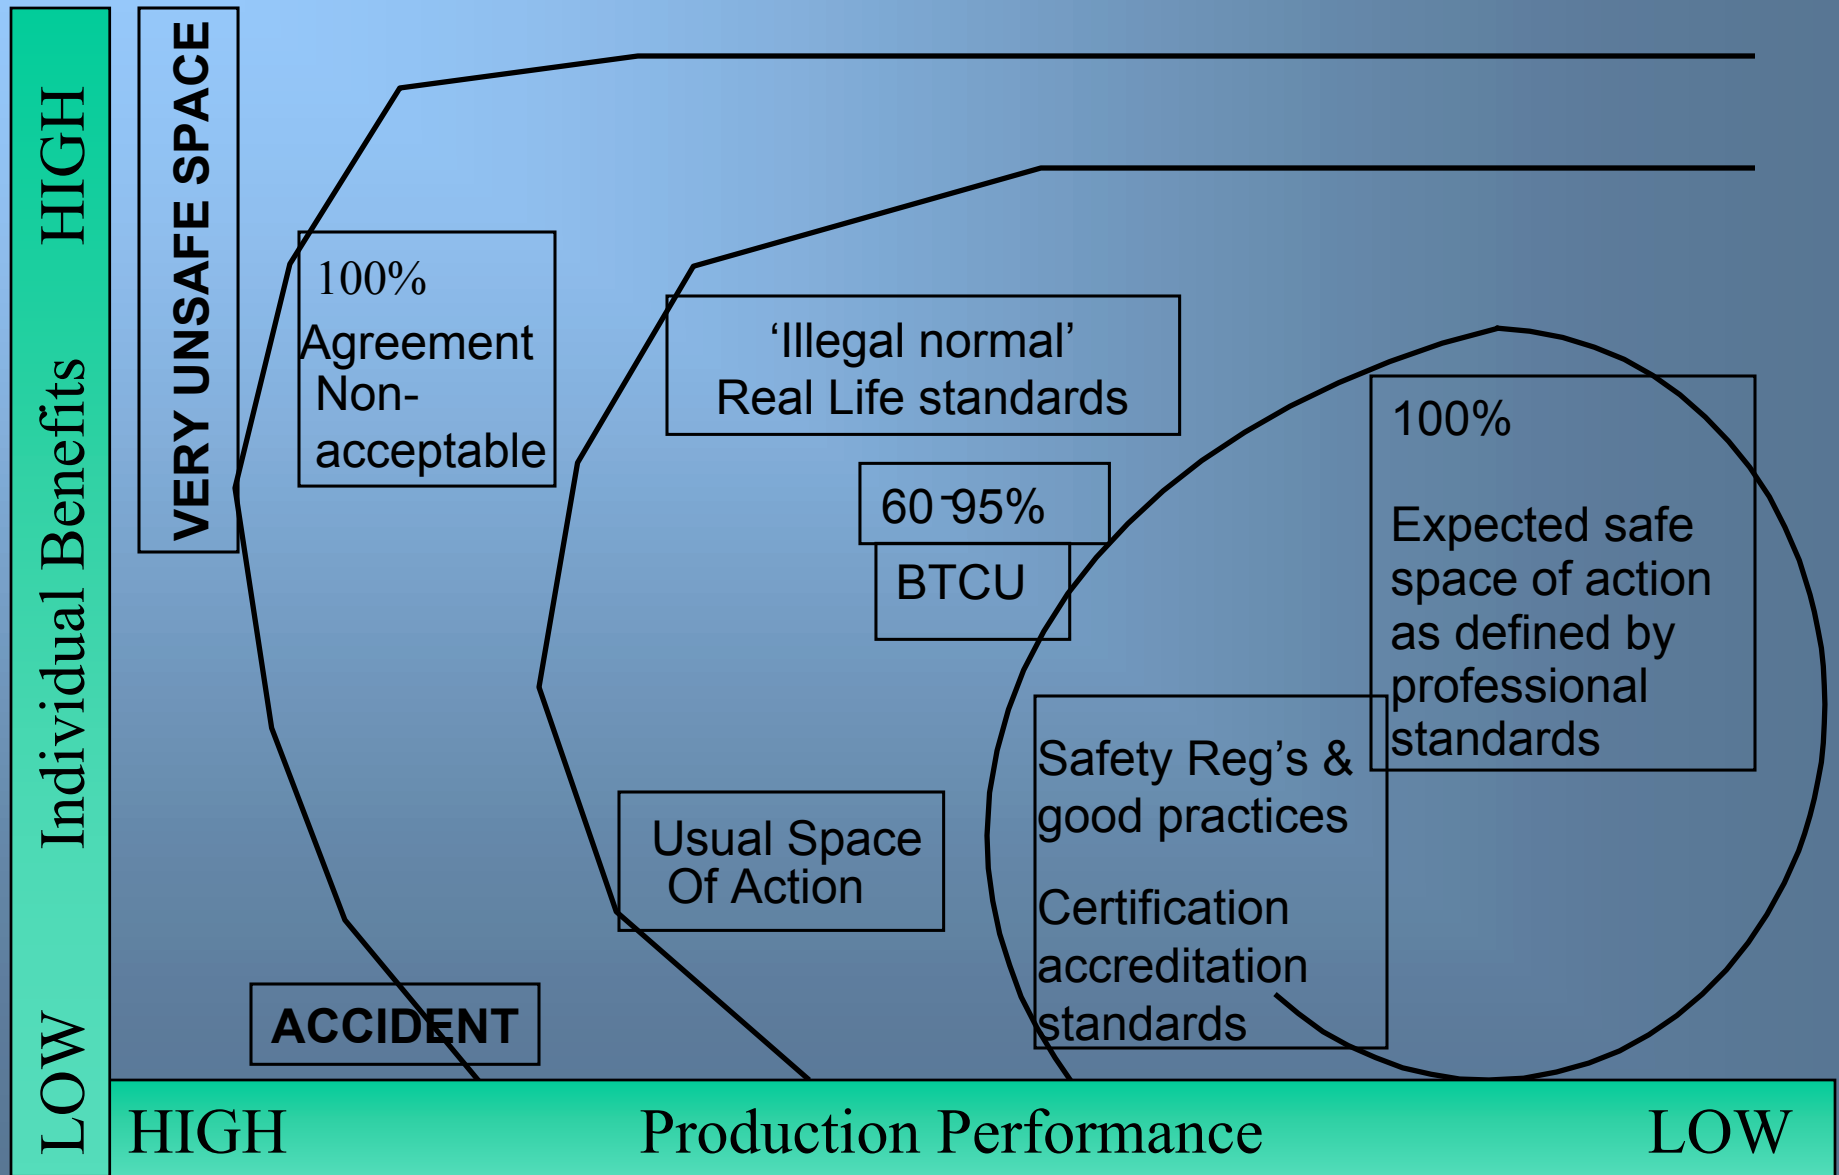 HIGH
Individual Benefits
LOW
VERY UNSAFE SPACE
100%
Agreement
Non-
acceptable
‘Illegal normal’
Real Life standards
60-95%
BTCU
100%
Expected safe
space of action
as defined by
professional
standards
Safety Reg’s &
good practices
Certification
accreditation
standards
Usual Space
Of Action
ACCIDENT
HIGH Production Performance LOW